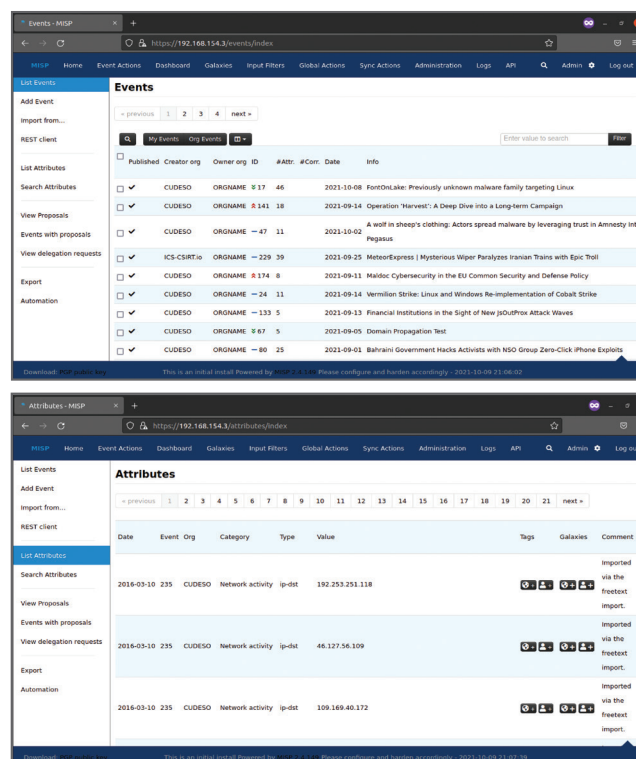 Events - MISP × +
https://192.168.154.3/events/index
MISP Home Event Actions Dashboard Galaxies Input Filters Global Actions Sync Actions Administration Logs API Admin Log out
List Events
Add Event
Import from...
REST client
List Attributes
Search Attributes
View Proposals
Events with proposals
View delegation requests
Export
Automation
Events
« previous 1 2 3 4 next »
My Events Org Events Enter value to search Filter
Published Creator org Owner org ID #Attr. #Corr. Date Info
CUDESO ORGNAME 17 46 2021-10-08 FontOnLake: Previously unknown malware family targeting Linux
CUDESO ORGNAME 141 18 2021-09-14 Operation 'Harvest': A Deep Dive into a Long-term Campaign
CUDESO ORGNAME 47 11 2021-10-02 A wolf in sheep's clothing: Actors spread malware by leveraging trust in Amnesty Int
Pegasus
ICS-CSIRT.io ORGNAME 229 39 2021-09-25 MeteorExpress | Mysterious Wiper Paralyzes Iranian Trains with Epic Troll
CUDESO ORGNAME 174 8 2021-09-11 Maldoc Cybersecurity in the EU Common Security and Defense Policy
CUDESO ORGNAME 24 11 2021-09-14 Vermilion Strike: Linux and Windows Re-implementation of Cobalt Strike
CUDESO ORGNAME 133 5 2021-09-13 Financial Institutions in the Sight of New JsOutProx Attack Waves
CUDESO ORGNAME 67 5 2021-09-05 Domain Propagation Test
CUDESO ORGNAME 80 25 2021-09-01 Bahraini Government Hacks Activists with NSO Group Zero-Click iPhone Exploits
Download: PGP public key This is an initial install Powered by Please configure and harden accordingly - 2021-10-09 21:06:02
Attributes - MISP × +
https://192.168.154.3/attributes/index
MISP Home Event Actions Dashboard Galaxies Input Filters Global Actions Sync Actions Administration Logs API Admin Log ou
List Events
Add Event
Import from...
REST client
List Attributes
Search Attributes
View Proposals
Events with proposals
View delegation requests
Export
Automation
Attributes
« previous 1 2 3 4 5 6 7 8 9 10 11 12 13 14 15 16 17 18 19 20 21 next »
Date Event Org Category Type Value Tags Galaxies Comment
2016-03-10 235 CUDESO Network activity ip-dst 192.253.251.118 Imported via the freetext import.
2016-03-10 235 CUDESO Network activity ip-dst 46.127.56.109 Imported via the freetext import.
2016-03-10 235 CUDESO Network activity ip-dst 109.169.40.172 Imported via the freetext import.
Download: This is an initial install Powered by Please configure and harden accordingly - 2021-10-09 21:07:39